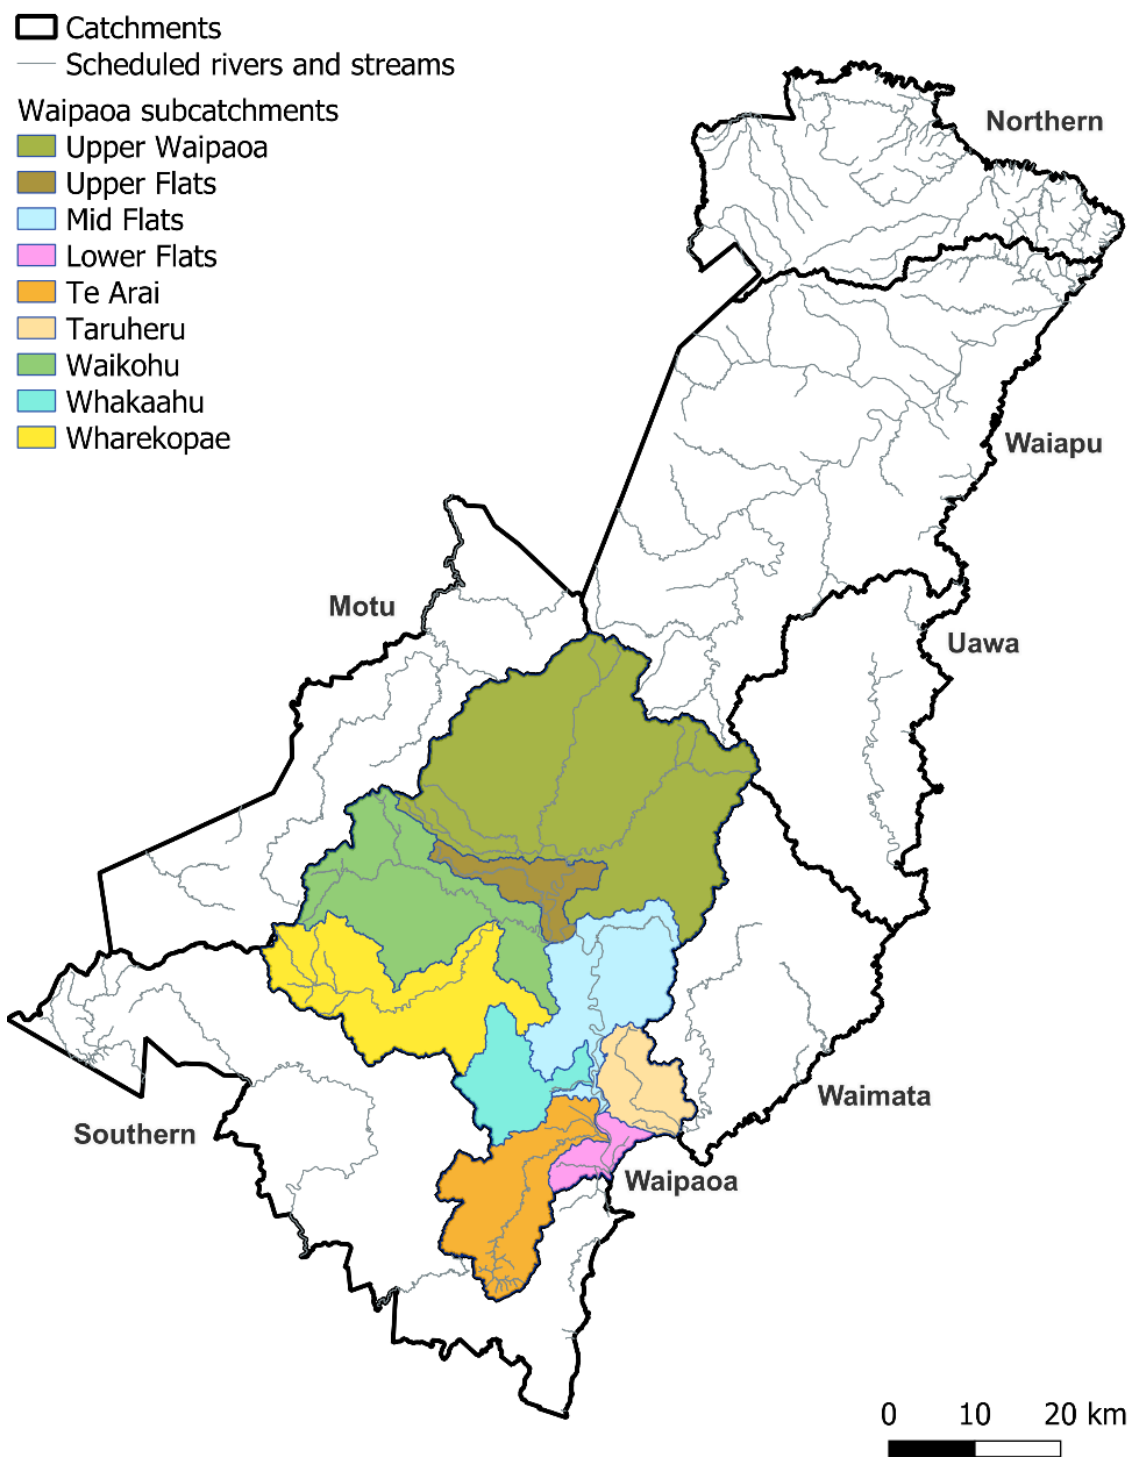 Catchments
Scheduled rivers and streams
Waipaoa subcatchments
Upper Waipaoa
Upper Flats
Mid Flats
Lower Flats
Te Arai
Taruheru
Waikohu
Whakaahu
Wharekopae
Northern
Waiapu
Motu
Uawa
Waimata
Southern
Waipaoa
0 10 20 km